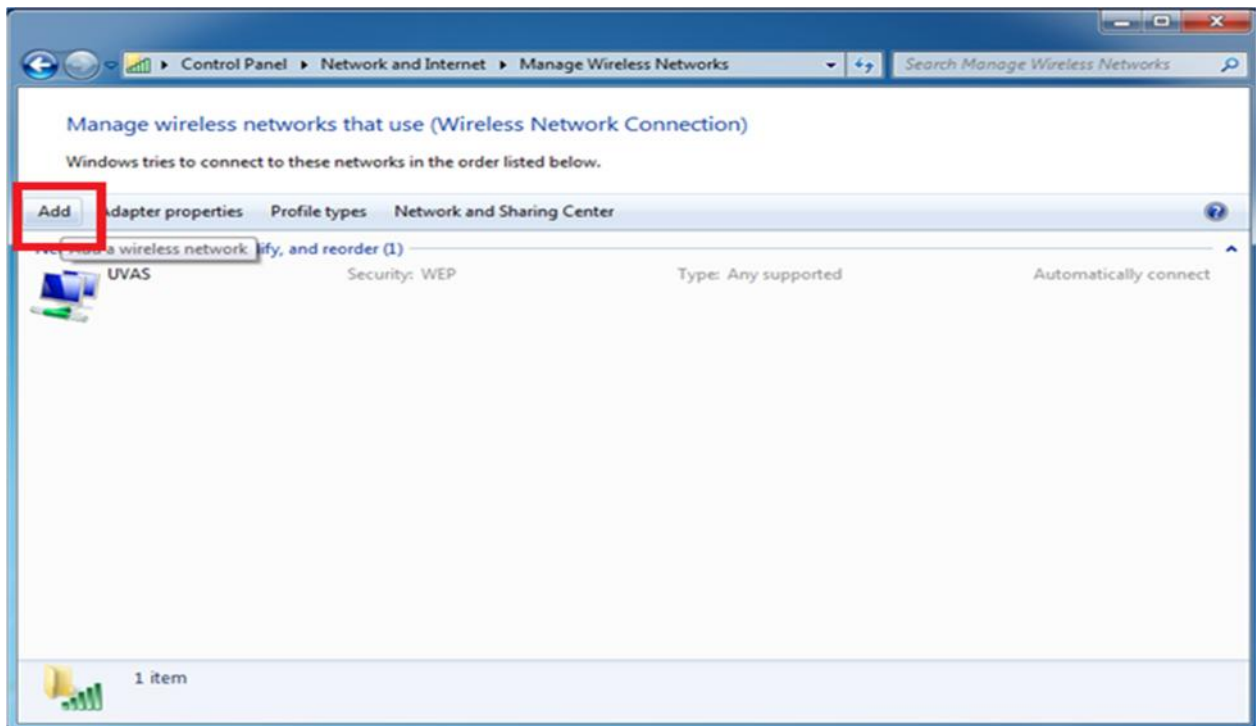 Control Panel Network and Internet Manage Wireless Networks Search Manage Wireless Networks
Manage wireless networks that use (Wireless Network Connection)
Windows tries to connect to these networks in the order listed below.
Add dapter properties Profile types Network and Sharing Center
Add a wireless network ify, and reorder (1)
UVAS Security: WEP Type: Any supported Automatically connect
1 item